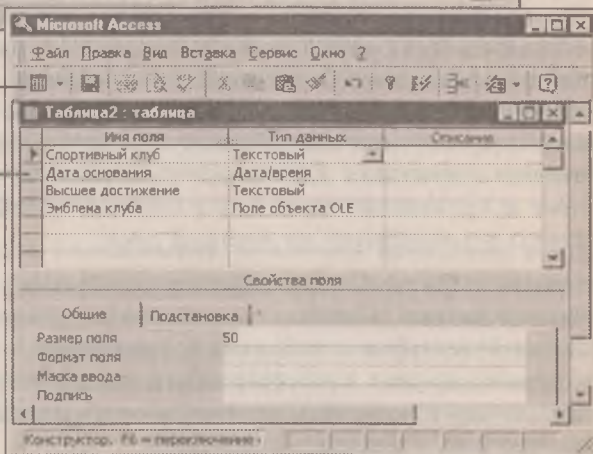 Microsoft Access
Файл Правка Вид Вставка Сервис Окно ?
Таблица2 : таблица
Имя поля Тип данных Описание
Спортивный клуб Текстовый
Дата основания Дата/время
Высшее достижение Текстовый
Эмблема клуба Поле объекта OLE
Свойства поля
Общие Подстановка
Размер поля 50
Формат поля
Маска ввода
Подпись
Конструктор. F6 = переключение